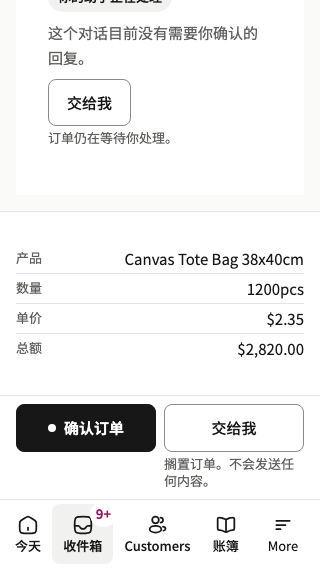 这个对话目前没有需要你确认的
回复。
交给我
订单仍在等待你处理。
产品 Canvas Tote Bag 38x40cm
数量 1200pcs
单价 $2.35
总额 $2,820.00
确认订单 交给我
搁置订单。不会发送任
何内容。
9+
今天 收件箱 Customers 账簿 More